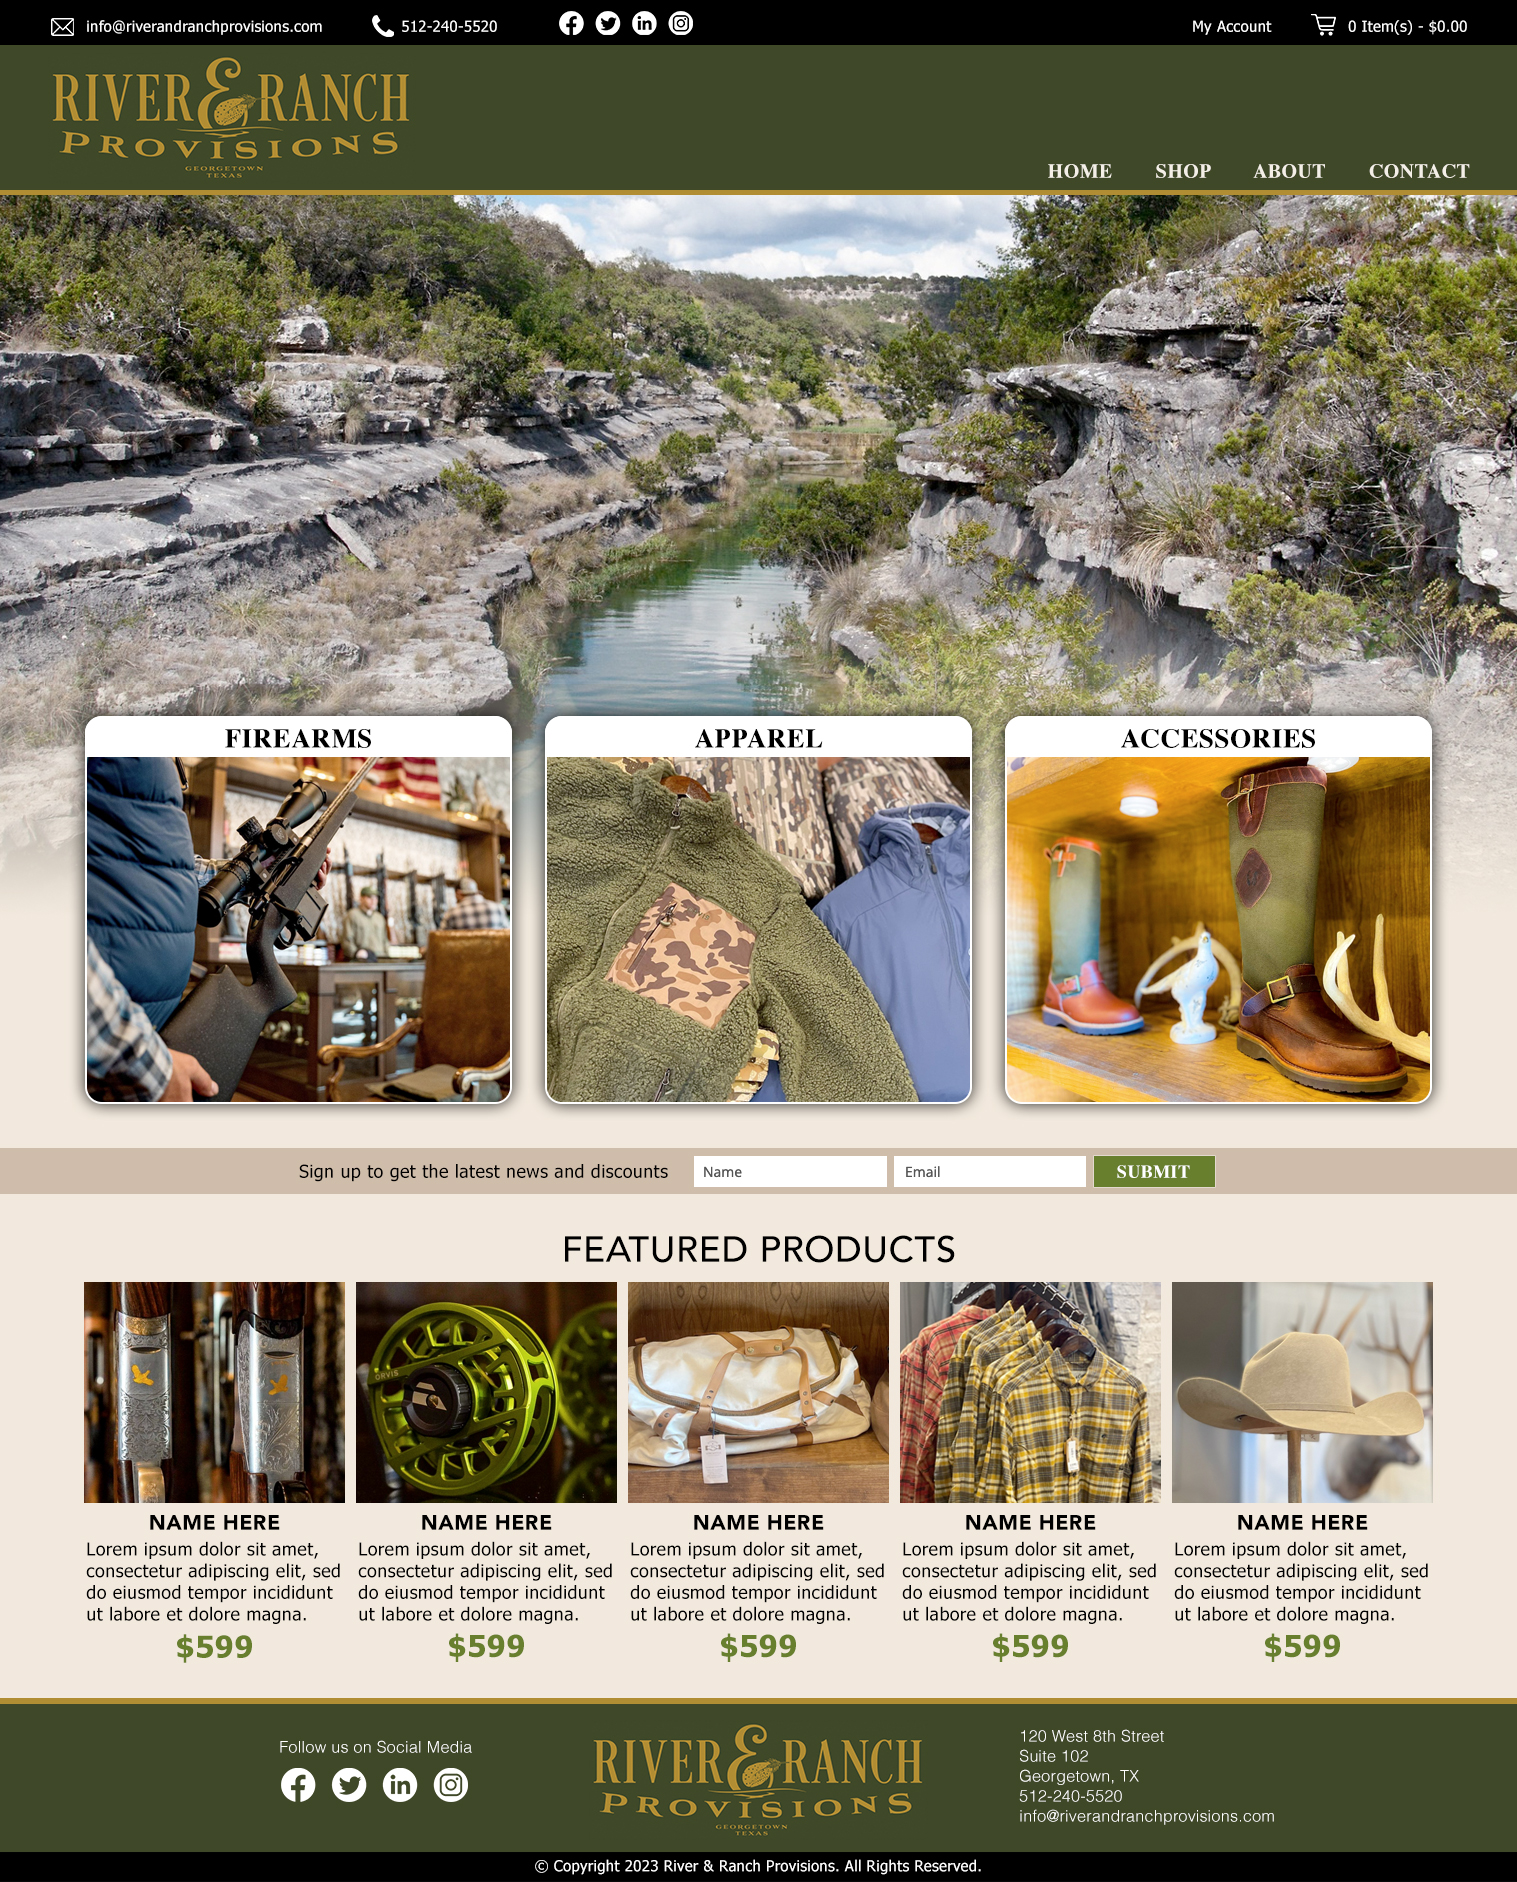 info@riverandranchprovisions.com 512-240-5520 My Account 0 Item(s) - $0.00
RIVER & RANCH
PROVISIONS
GEORGETOWN
TEXAS
HOME SHOP ABOUT CONTACT
FIREARMS APPAREL ACCESSORIES
Sign up to get the latest news and discounts Name Email SUBMIT
FEATURED PRODUCTS
ORVIS
NAME HERE
Lorem ipsum dolor sit amet,
consectetur adipiscing elit, sed
do eiusmod tempor incididunt
ut labore et dolore magna.
$599
NAME HERE
Lorem ipsum dolor sit amet,
consectetur adipiscing elit, sed
do eiusmod tempor incididunt
ut labore et dolore magna.
$599
NAME HERE
Lorem ipsum dolor sit amet,
consectetur adipiscing elit, sed
do eiusmod tempor incididunt
ut labore et dolore magna.
$599
NAME HERE
Lorem ipsum dolor sit amet,
consectetur adipiscing elit, sed
do eiusmod tempor incididunt
ut labore et dolore magna.
$599
NAME HERE
Lorem ipsum dolor sit amet,
consectetur adipiscing elit, sed
do eiusmod tempor incididunt
ut labore et dolore magna.
$599
Follow us on Social Media
RIVER & RANCH
PROVISIONS
GEORGETOWN
TEXAS
120 West 8th Street
Suite 102
Georgetown, TX
512-240-5520
info@riverandranchprovisions.com
© Copyright 2023 River & Ranch Provisions. All Rights Reserved.